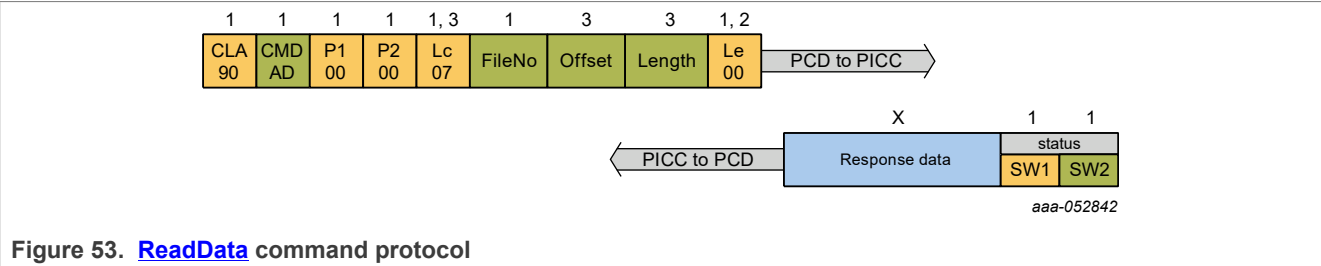 1 1 1 1 1, 3 1 3 3 1, 2
CLA CMD P1 P2 Lc FileNo Offset Length Le PCD to PICC
90 AD 00 00 07 00
X 1 1
PICC to PCD Response data status
SW1 SW2
aaa-052842
Figure 53. ReadData command protocol